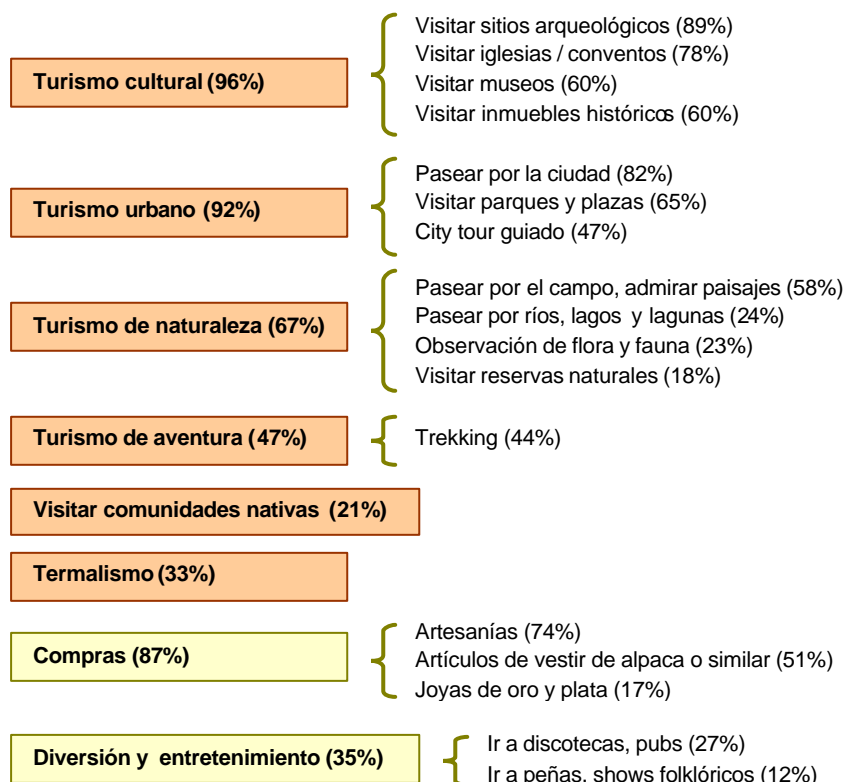 Turismo cultural (96%)
Visitar sitios arqueológicos (89%)
Visitar iglesias / conventos (78%)
Visitar museos (60%)
Visitar inmuebles históricos (60%)
Turismo urbano (92%)
Pasear por la ciudad (82%)
Visitar parques y plazas (65%)
City tour guiado (47%)
Turismo de naturaleza (67%)
Pasear por el campo, admirar paisajes (58%)
Pasear por ríos, lagos y lagunas (24%)
Observación de flora y fauna (23%)
Visitar reservas naturales (18%)
Turismo de aventura (47%)
Trekking (44%)
Visitar comunidades nativas (21%)
Termalismo (33%)
Compras (87%)
Artesanías (74%)
Artículos de vestir de alpaca o similar (51%)
Joyas de oro y plata (17%)
Diversión y entretenimiento (35%)
Ir a discotecas, pubs (27%)
Ir a peñas, shows folklóricos (12%)